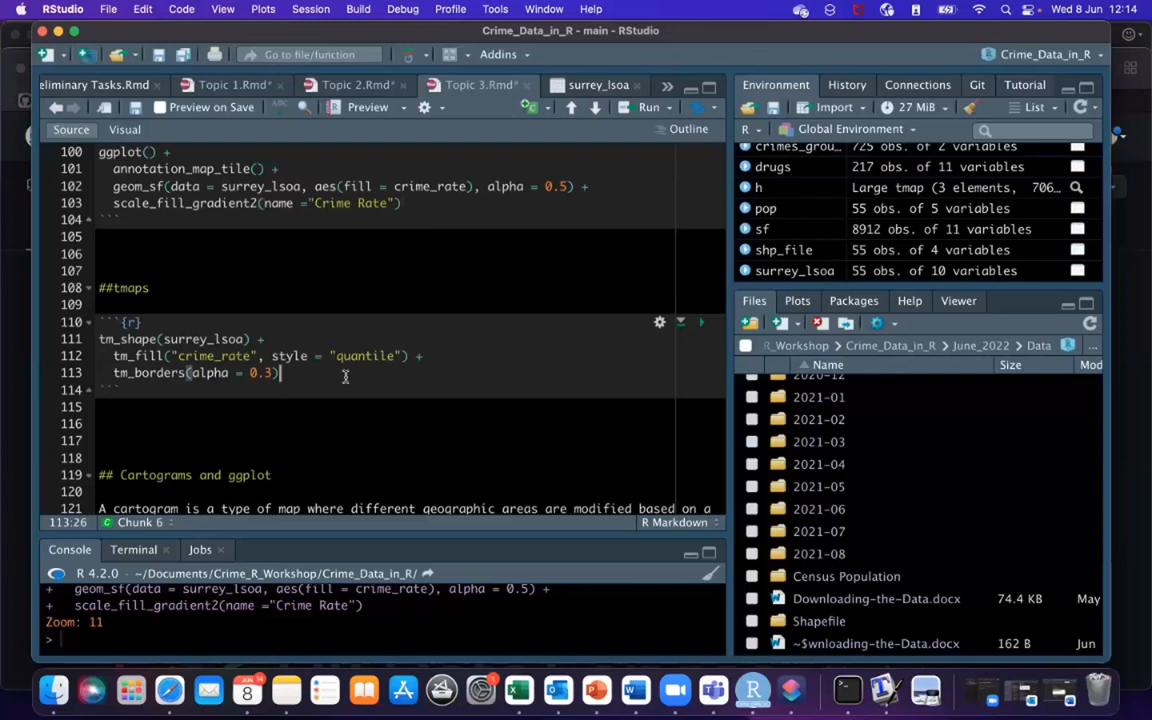 RStudio File Edit Code View Plots Session Build Debug Profile Tools Window Help Wed 8 Jun 12:14
Crime_Data_in_R - main - RStudio
Go to file/function Addins Crime_Data_in_R
eliminary Tasks.Rmd Topic 1.Rmd* Topic 2.Rmd* Topic 3.Rmd* surrey_lsoa
Preview on Save ABC Preview Run
Source Visual Outline
100 ggplot() +
101 annotation_map_tile() +
102 geom_sf(data = surrey_lsoa, aes(fill = crime_rate), alpha = 0.5) +
103 scale_fill_gradient2(name ="Crime Rate")
104 ```
105
106
107
108 ##tmaps
109
110 ```{r}
111 tm_shape(surrey_lsoa) +
112 tm_fill("crime_rate", style = "quantile") +
113 tm_borders(alpha = 0.3)
114 ```
115
116
117
118
119 ## Cartograms and ggplot
120
121 A cartogram is a type of map where different geographic areas are modified based on a
113:26 Chunk 6 R Markdown
Console Terminal Jobs
R 4.2.0 · ~/Documents/Crime_R_Workshop/Crime_Data_in_R/
+ geom_sf(data = surrey_lsoa, aes(fill = crime_rate), alpha = 0.5) +
+ scale_fill_gradient2(name ="Crime Rate")
Zoom: 11
>
Environment History Connections Git Tutorial
Import 27 MiB List
R Global Environment
crimes_grou… 725 obs. of 2 variables
drugs 217 obs. of 11 variables
h Large tmap (3 elements, 706…
pop 55 obs. of 5 variables
sf 8912 obs. of 11 variables
shp_file 55 obs. of 4 variables
surrey_lsoa 55 obs. of 10 variables
Files Plots Packages Help Viewer
R_Workshop Crime_Data_in_R June_2022 Data ...
Name Size Mod
2020-12
2021-01
2021-02
2021-03
2021-04
2021-05
2021-06
2021-07
2021-08
Census Population
Downloading-the-Data.docx 74.4 KB May
Shapefile
~$wnloading-the-Data.docx 162 B Jun